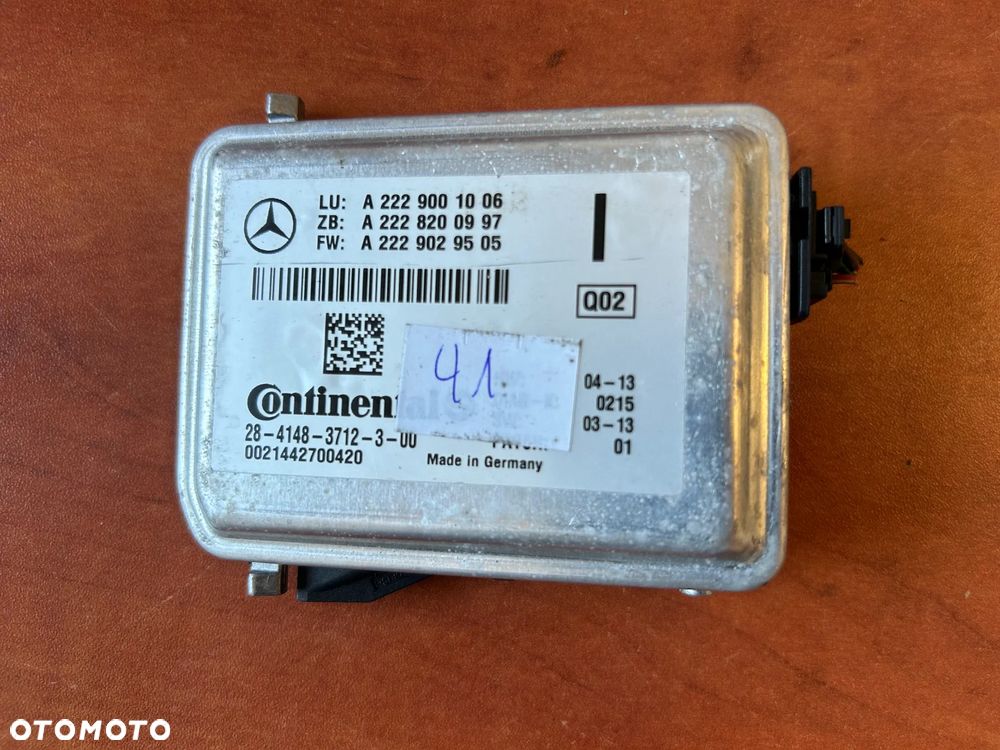 LU: A 222 900 10 06
ZB: A 222 820 09 97
FW: A 222 902 95 05
Q02
41
Continental
04-13
0215
03-13
01
28-4148-3712-3-00
0021442700420
Made in Germany
OTOMOTO